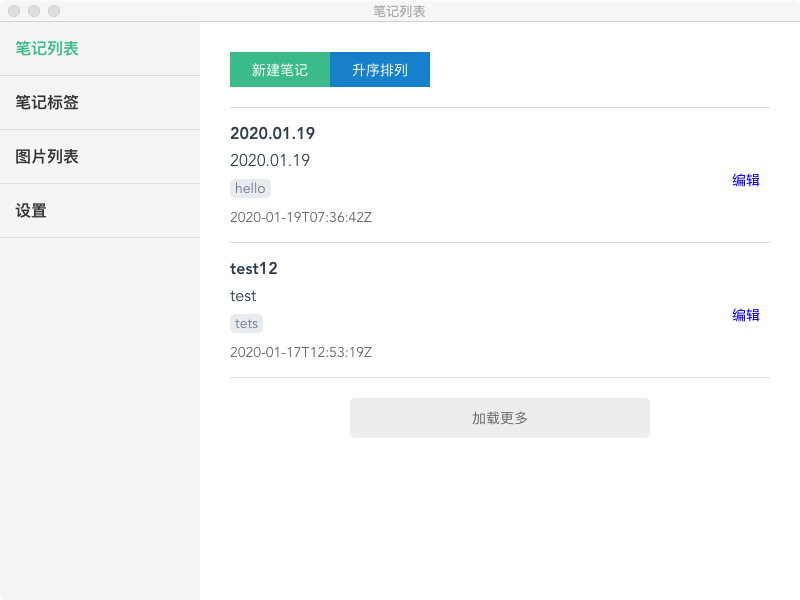 笔记列表
笔记列表
笔记标签
图片列表
设置
新建笔记 升序排列
2020.01.19
2020.01.19
hello
编辑
2020-01-19T07:36:42Z
test12
test
tets
编辑
2020-01-17T12:53:19Z
加载更多